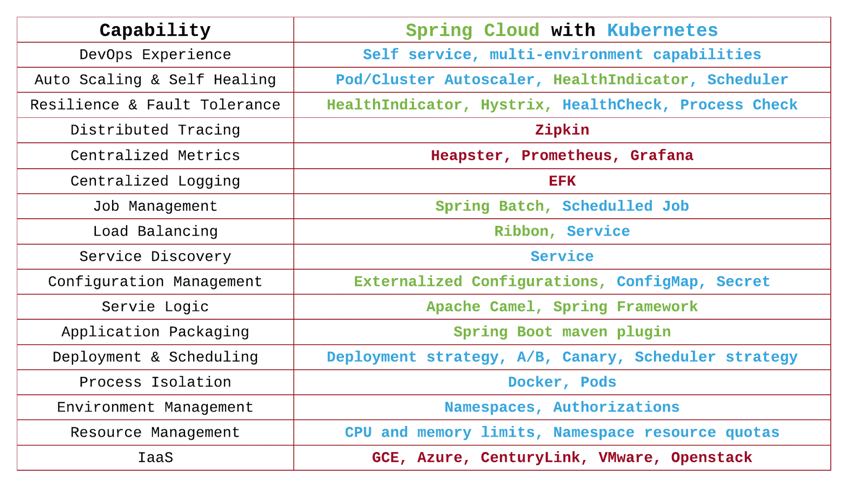 Capability Spring Cloud with Kubernetes
DevOps Experience Self service, multi-environment capabilities
Auto Scaling & Self Healing Pod/Cluster Autoscaler, HealthIndicator, Scheduler
Resilience & Fault Tolerance HealthIndicator, Hystrix, HealthCheck, Process Check
Distributed Tracing Zipkin
Centralized Metrics Heapster, Prometheus, Grafana
Centralized Logging EFK
Job Management Spring Batch, Schedulled Job
Load Balancing Ribbon, Service
Service Discovery Service
Configuration Management Externalized Configurations, ConfigMap, Secret
Servie Logic Apache Camel, Spring Framework
Application Packaging Spring Boot maven plugin
Deployment & Scheduling Deployment strategy, A/B, Canary, Scheduler strategy
Process Isolation Docker, Pods
Environment Management Namespaces, Authorizations
Resource Management CPU and memory limits, Namespace resource quotas
IaaS GCE, Azure, CenturyLink, VMware, Openstack